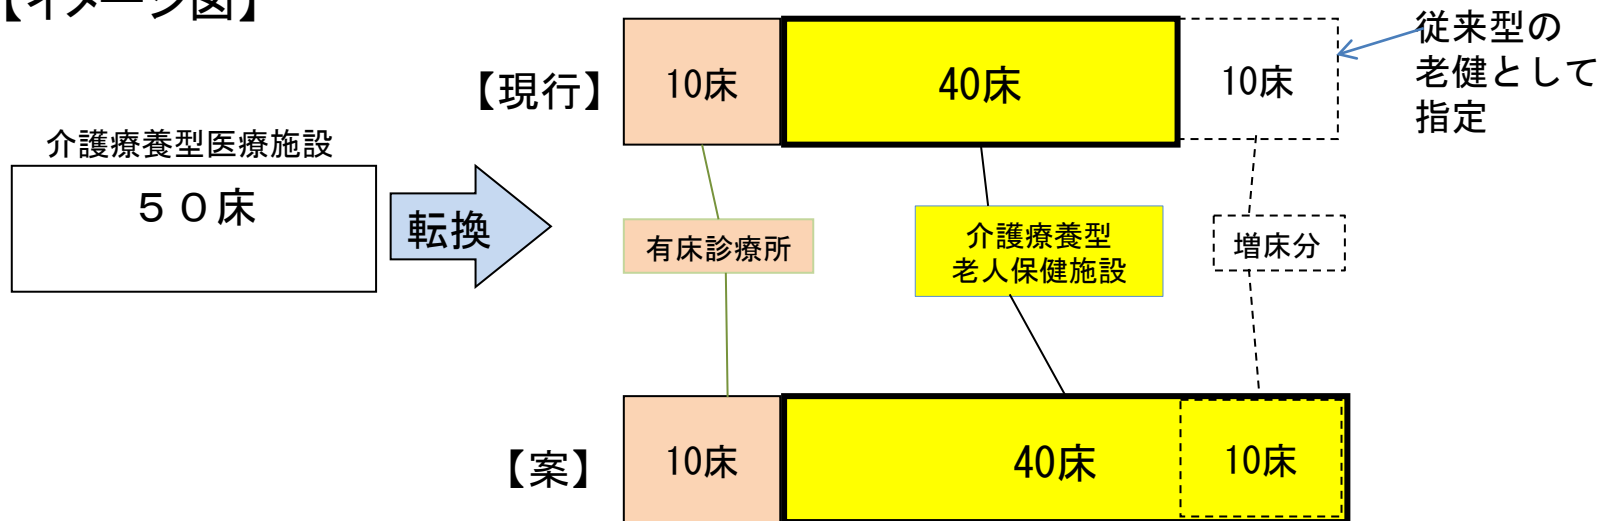 【イメージ図】
従来型の
老健として
指定
【現行】
10床
40床
10床
介護療養型医療施設
５０床
転換
有床診療所
介護療養型
老人保健施設
増床分
【案】
10床
40床
10床